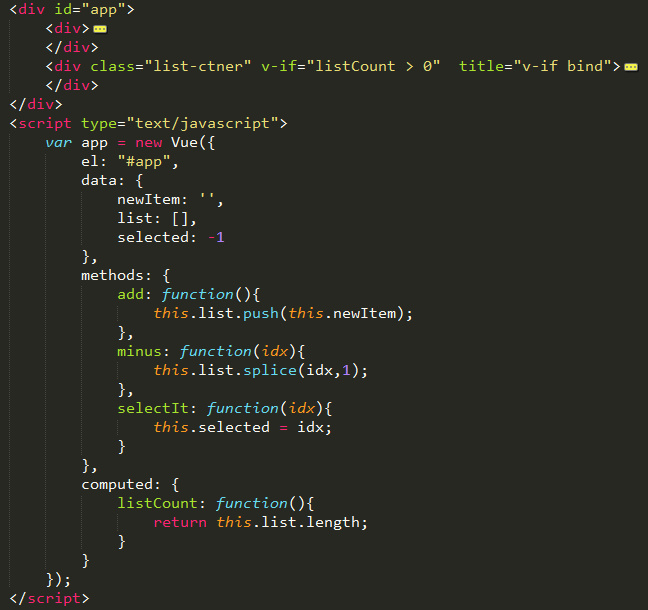 <div id="app">
    <div>
    </div>
    <div class="list-ctner" v-if="listCount > 0"  title="v-if bind">
    </div>
</div>
<script type="text/javascript">
    var app = new Vue({
        el: "#app",
        data: {
            newItem: '',
            list: [],
            selected: -1
        },
        methods: {
            add: function(){
                this.list.push(this.newItem);
            },
            minus: function(idx){
                this.list.splice(idx,1);
            },
            selectIt: function(idx){
                this.selected = idx;
            }
        },
        computed: {
            listCount: function(){
                return this.list.length;
            }
        }
    });
</script>